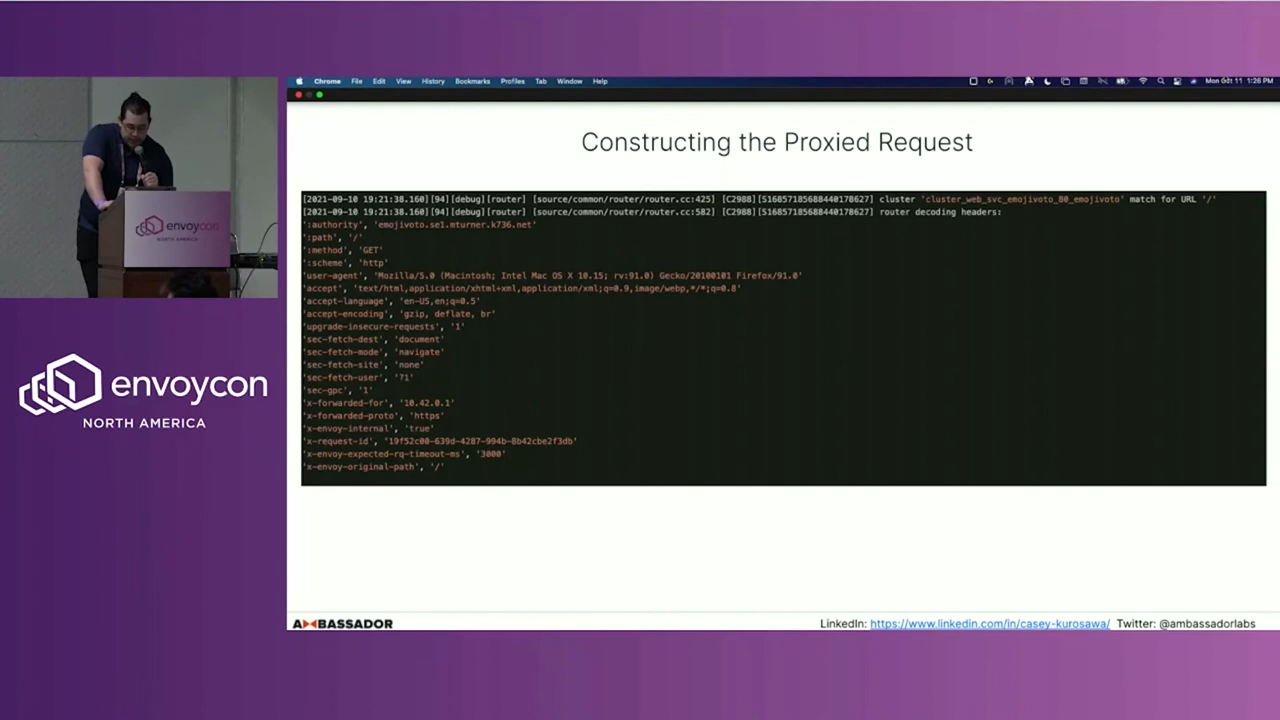 Chrome File Edit View History Bookmarks Profiles Tab Window Help
Mon Oct 11 1:26 PM
Constructing the Proxied Request
[2021-09-10 19:21:38.160][94][debug][router] [source/common/router/router.cc:425] [C2988][S16857185688440178627] cluster 'cluster_web_svc_emojivoto_80_emojivoto' match for URL '/'
[2021-09-10 19:21:38.160][94][debug][router] [source/common/router/router.cc:582] [C2988][S16857185688440178627] router decoding headers:
':authority', 'emojivoto.se1.mturner.k736.net'
':path', '/'
':method', 'GET'
':scheme', 'http'
'user-agent', 'Mozilla/5.0 (Macintosh; Intel Mac OS X 10.15; rv:91.0) Gecko/20100101 Firefox/91.0'
'accept', 'text/html,application/xhtml+xml,application/xml;q=0.9,image/webp,*/*;q=0.8'
'accept-language', 'en-US,en;q=0.5'
'accept-encoding', 'gzip, deflate, br'
'upgrade-insecure-requests', '1'
'sec-fetch-dest', 'document'
'sec-fetch-mode', 'navigate'
'sec-fetch-site', 'none'
'sec-fetch-user', '?1'
'sec-gpc', '1'
'x-forwarded-for', '10.42.0.1'
'x-forwarded-proto', 'https'
'x-envoy-internal', 'true'
'x-request-id', '19f52c00-639d-4287-994b-8b42cbe2f3db'
'x-envoy-expected-rq-timeout-ms', '3000'
'x-envoy-original-path', '/'
envoycon
NORTH AMERICA
envoycon
NORTH AMERICA
AMBASSADOR
LinkedIn: https://www.linkedin.com/in/casey-kurosawa/ Twitter: @ambassadorlabs